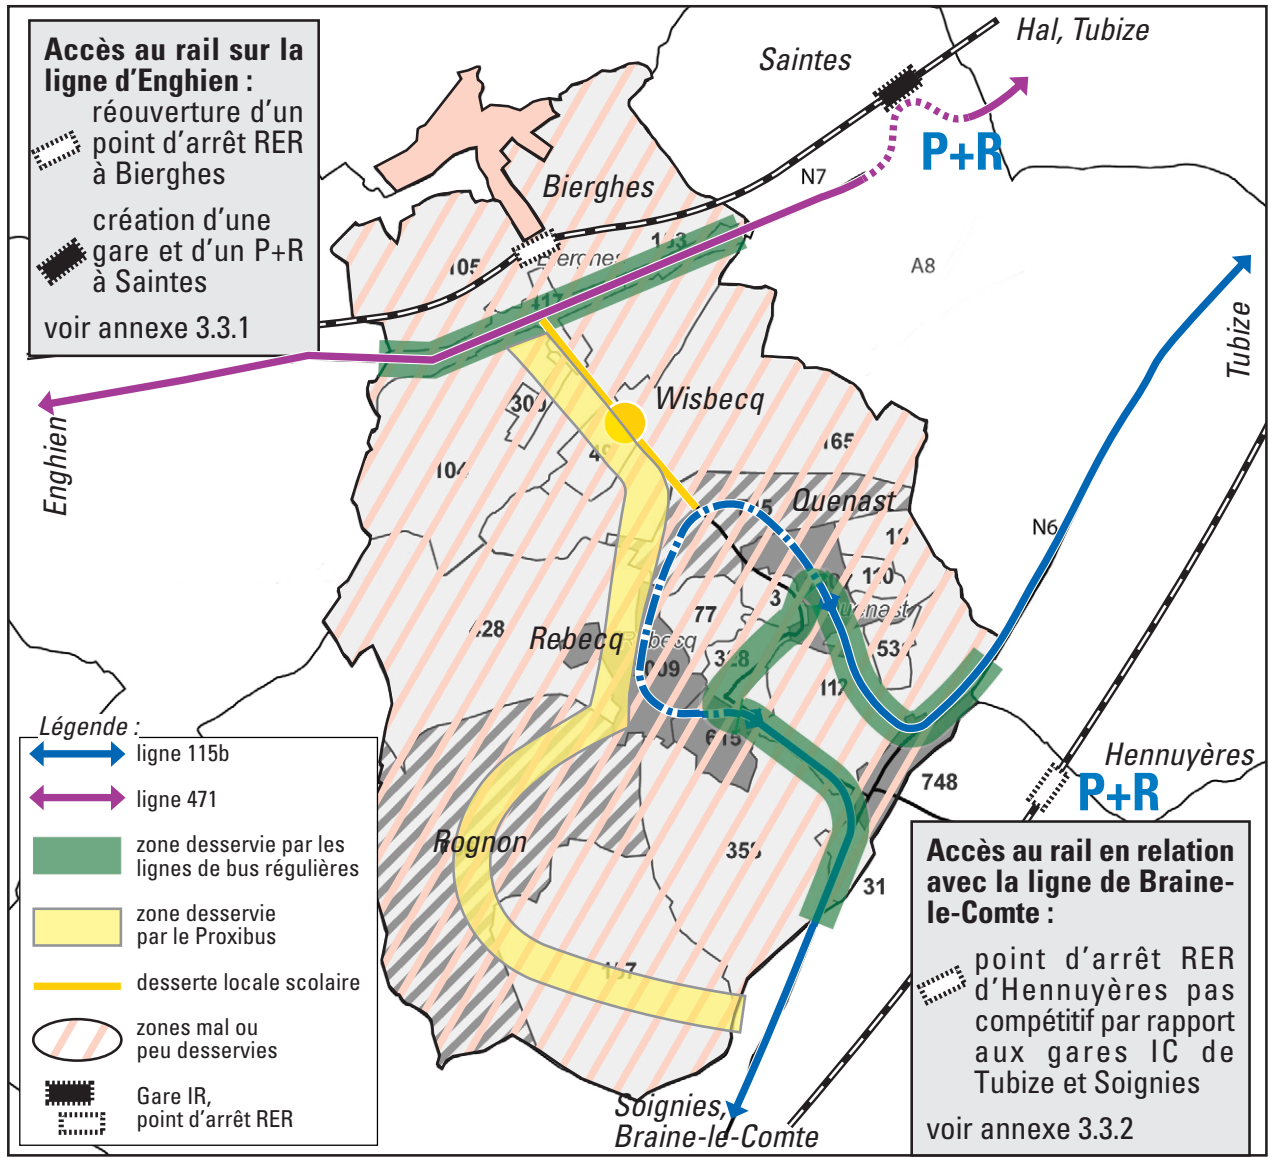 Accès au rail sur la
ligne d'Enghien :
réouverture d'un
point d'arrêt RER
à Bierghes
création d'une
gare et d'un P+R
à Saintes
voir annexe 3.3.1
Hal, Tubize
Saintes
P+R
N7
Bierghes
A8
Tubize
105
Enghien
Wisbecq
165
104
Quenast
N6
110
77
3
Rebecq
328
112
615
Légende :
ligne 115b
ligne 471
zone desservie par les
lignes de bus régulières
zone desservie
par le Proxibus
desserte locale scolaire
zones mal ou
peu desservies
Gare IR,
point d'arrêt RER
Hennuyères
P+R
748
Rognon
358
31
Accès au rail en relation
avec la ligne de Braine-
le-Comte :
point d'arrêt RER
d'Hennuyères pas
compétitif par rapport
aux gares IC de
Tubize et Soignies
voir annexe 3.3.2
Soignies,
Braine-le-Comte